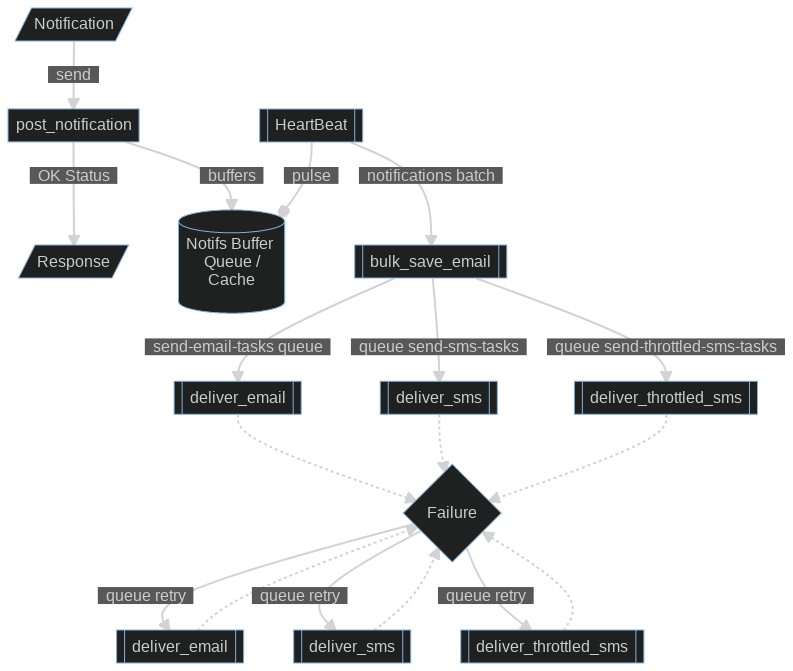 Notification
send
post_notification
HeartBeat
OK Status
buffers
pulse
notifications batch
Notifs Buffer
Queue /
Cache
Response
bulk_save_email
send-email-tasks queue
queue send-sms-tasks
queue send-throttled-sms-tasks
deliver_email
deliver_sms
deliver_throttled_sms
Failure
queue retry
queue retry
queue retry
deliver_email
deliver_sms
deliver_throttled_sms